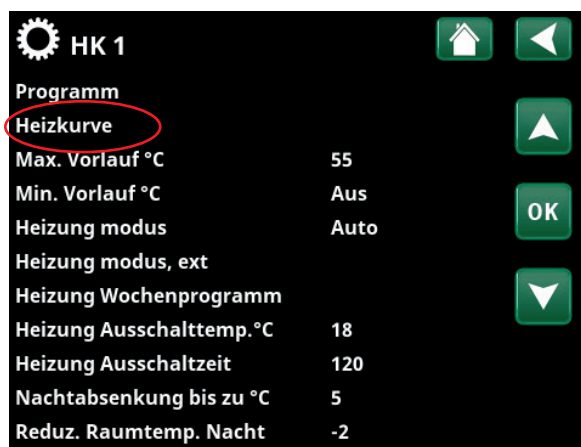 HK 1
Programm
Heizkurve
Max. Vorlauf °C 55
Min. Vorlauf °C Aus
Heizung modus Auto
OK
Heizung modus, ext
Heizung Wochenprogramm
Heizung Ausschalttemp.°C 18
Heizung Ausschaltzeit 120
Nachtabsenkung bis zu °C 5
Reduz. Raumtemp. Nacht -2